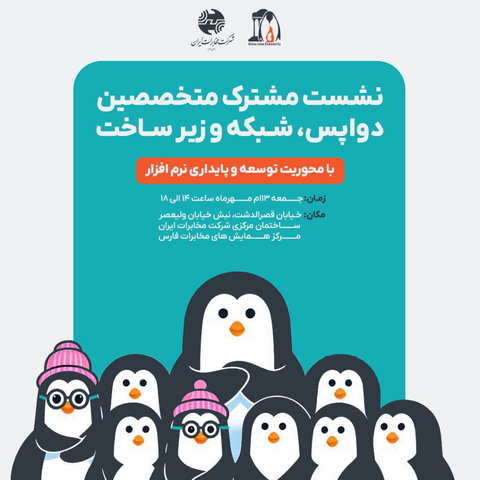 شرکت مخابرات ایران
نشست مشترک متخصصین
دواپس، شبکه و زیر ساخت
با محوریت توسعه و پایداری نرم افزار
زمان: جمعه ۱۳ام مهرماه ساعت ۱۴ الی ۱۸
مکان: خیابان قصرالدشت، نبش خیابان ولیعصر
ساختمان مرکزی شرکت مخابرات ایران
مرکز همایش های مخابرات فارس